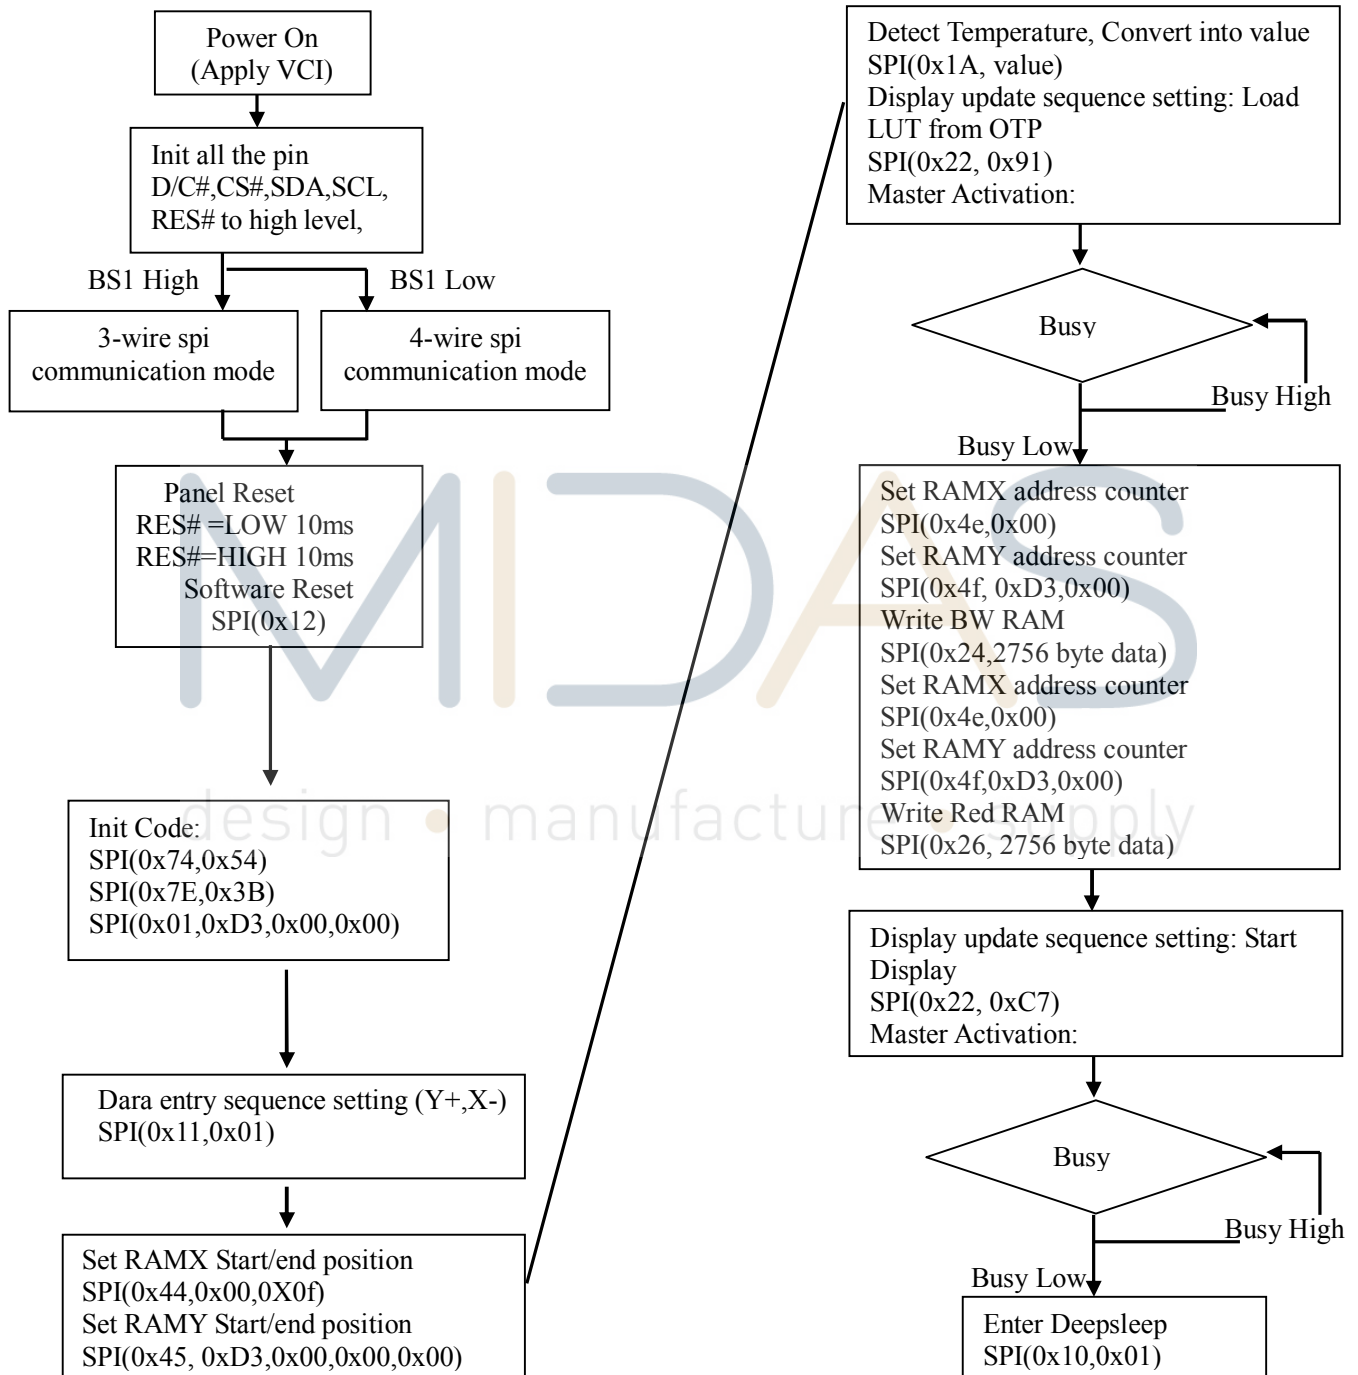 Power On
(Apply VCI)
Init all the pin
D/C#,CS#,SDA,SCL,
RES# to high level,
BS1 High
BS1 Low
3-wire spi
communication mode
4-wire spi
communication mode
Panel Reset
RES# =LOW 10ms
RES#=HIGH 10ms
Software Reset
SPI(0x12)
Init Code:
SPI(0x74,0x54)
SPI(0x7E,0x3B)
SPI(0x01,0xD3,0x00,0x00)
Dara entry sequence setting (Y+,X-)
SPI(0x11,0x01)
Set RAMX Start/end position
SPI(0x44,0x00,0X0f)
Set RAMY Start/end position
SPI(0x45, 0xD3,0x00,0x00,0x00)
Detect Temperature, Convert into value
SPI(0x1A, value)
Display update sequence setting: Load
LUT from OTP
SPI(0x22, 0x91)
Master Activation:
Busy
Busy High
Busy Low
Set RAMX address counter
SPI(0x4e,0x00)
Set RAMY address counter
SPI(0x4f, 0xD3,0x00)
Write BW RAM
SPI(0x24,2756 byte data)
Set RAMX address counter
SPI(0x4e,0x00)
Set RAMY address counter
SPI(0x4f,0xD3,0x00)
Write Red RAM
SPI(0x26, 2756 byte data)
Display update sequence setting: Start
Display
SPI(0x22, 0xC7)
Master Activation:
Busy
Busy High
Busy Low
Enter Deepsleep
SPI(0x10,0x01)
MIDAS
design • manufacture • supply